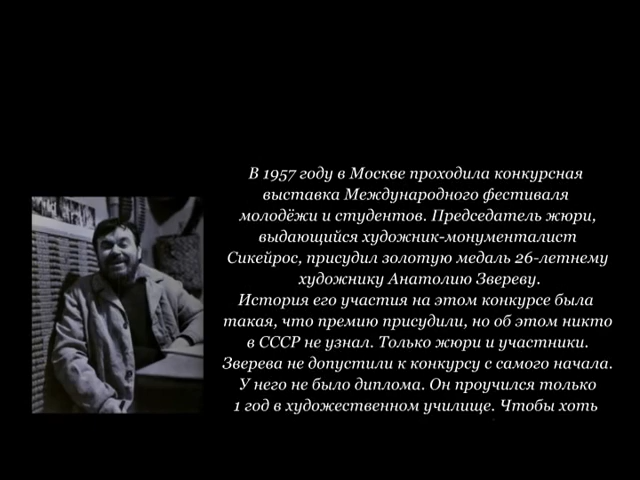 В 1957 году в Москве проходила конкурсная
выставка Международного фестиваля
молодёжи и студентов. Председатель жюри,
выдающийся художник-монументалист
Сикейрос, присудил золотую медаль 26-летнему
художнику Анатолию Звереву.
История его участия на этом конкурсе была
такая, что премию присудили, но об этом никто
в СССР не узнал. Только жюри и участники.
Зверева не допустили к конкурсу с самого начала.
У него не было диплома. Он проучился только
1 год в художественном училище. Чтобы хоть